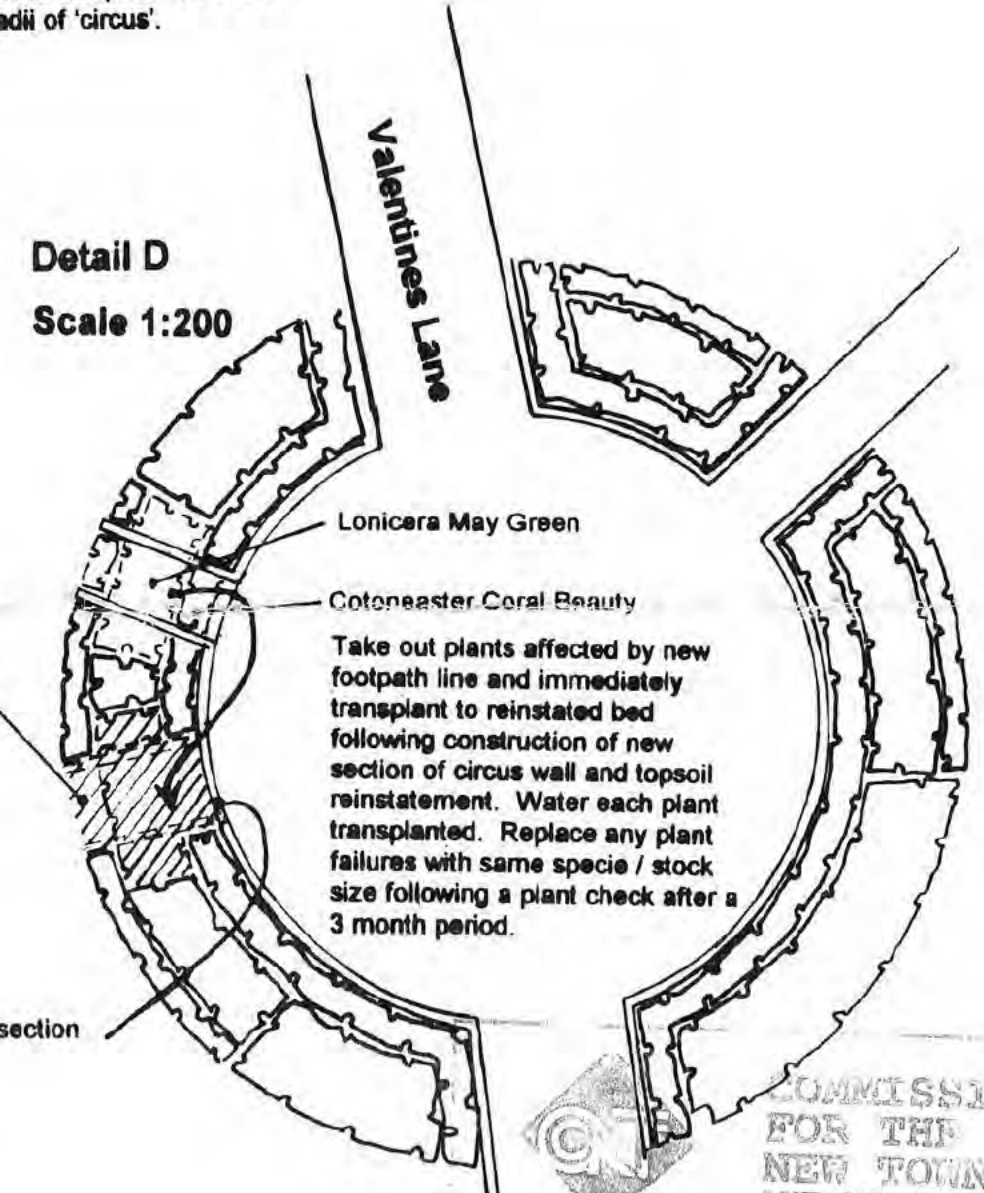 adii of 'circus'.
Valentines Lane
Detail D
Scale 1:200
Lonicera May Green
Cotoneaster Coral Beauty
Take out plants affected by new
footpath line and immediately
transplant to reinstated bed
following construction of new
section of circus wall and topsoil
reinstatement. Water each plant
transplanted. Replace any plant
failures with same specie / stock
size following a plant check after a
3 month period.
section
COMMISSI
FOR THE
NEW TOWN